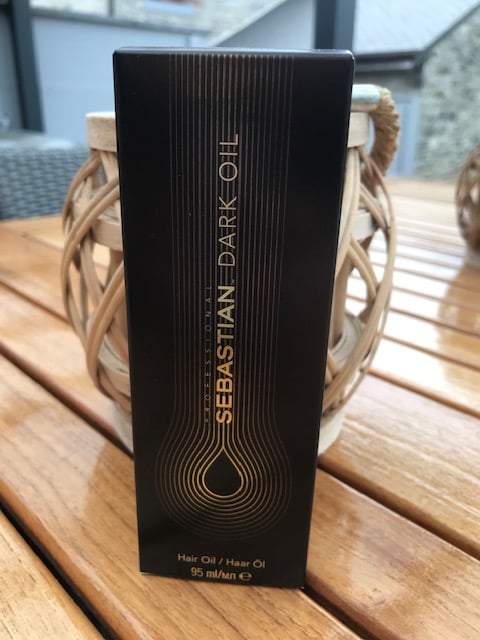 PROFESSIONAL
SEBASTIAN DARK OIL
Hair Oil / Haar Öl
95 ml/мл ℮